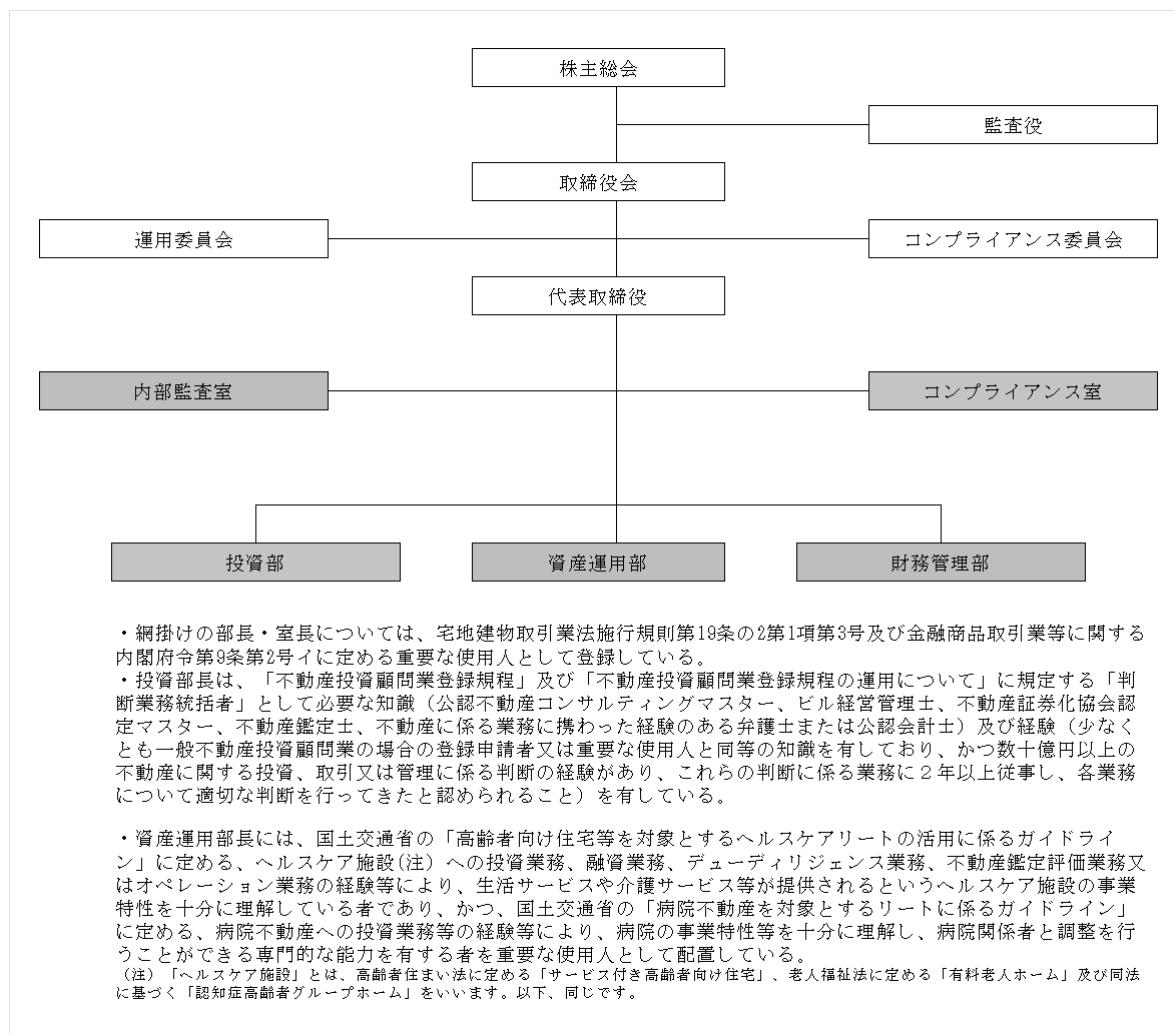 株主総会
監査役
取締役会
運用委員会
コンプライアンス委員会
代表取締役
内部監査室
コンプライアンス室
投資部
資産運用部
財務管理部
・網掛けの部長・室長については、宅地建物取引業法施行規則第19条の2第1項第3号及び金融商品取引業等に関する
内閣府令第9条第2号イに定める重要な使用人として登録している。
・投資部長は、「不動産投資顧問業登録規程」及び「不動産投資顧問業登録規程の運用について」に規定する「判
断業務統括者」として必要な知識（公認不動産コンサルティングマスター、ビル経営管理士、不動産証券化協会認
定マスター、不動産鑑定士、不動産に係る業務に携わった経験のある弁護士または公認会計士）及び経験（少なく
とも一般不動産投資顧問業の場合の登録申請者又は重要な使用人と同等の知識を有しており、かつ数十億円以上の
不動産に関する投資、取引又は管理に係る判断の経験があり、これらの判断に係る業務に２年以上従事し、各業務
について適切な判断を行ってきたと認められること）を有している。
・資産運用部長には、国土交通省の「高齢者向け住宅等を対象とするヘルスケアリートの活用に係るガイドライ
ン」に定める、ヘルスケア施設(注）への投資業務、融資業務、デューディリジェンス業務、不動産鑑定評価業務又
はオペレーション業務の経験等により、生活サービスや介護サービス等が提供されるというヘルスケア施設の事業
特性を十分に理解している者であり、かつ、国土交通省の「病院不動産を対象とするリートに係るガイドライン」
に定める、病院不動産への投資業務等の経験等により、病院の事業特性等を十分に理解し、病院関係者と調整を行
うことができる専門的な能力を有する者を重要な使用人として配置している。
（注）「ヘルスケア施設」とは、高齢者住まい法に定める「サービス付き高齢者向け住宅」、老人福祉法に定める「有料老人ホーム」及び同法
に基づく「認知症高齢者グループホーム」をいいます。以下、同じです。